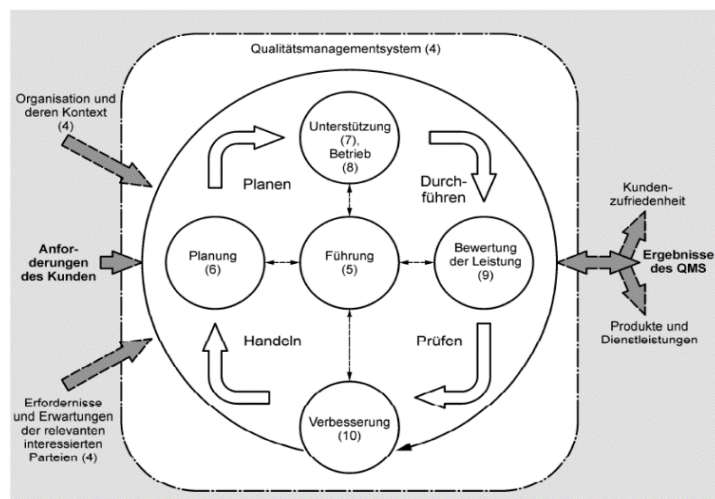 Qualitätsmanagementsystem (4)
Organisation und
deren Kontext
(4)
Unterstützung
(7),
Betrieb
(8)
Planen
Durch-
führen
Kunden-
zufriedenheit
Anfor-
derungen
des Kunden
Planung
(6)
Führung
(5)
Bewertung
der Leistung
(9)
Ergebnisse
des QMS
Handeln
Prüfen
Produkte und
Dienstleistungen
Erfordernisse
und Erwartungen
der relevanten
interessierten
Parteien (4)
Verbesserung
(10)